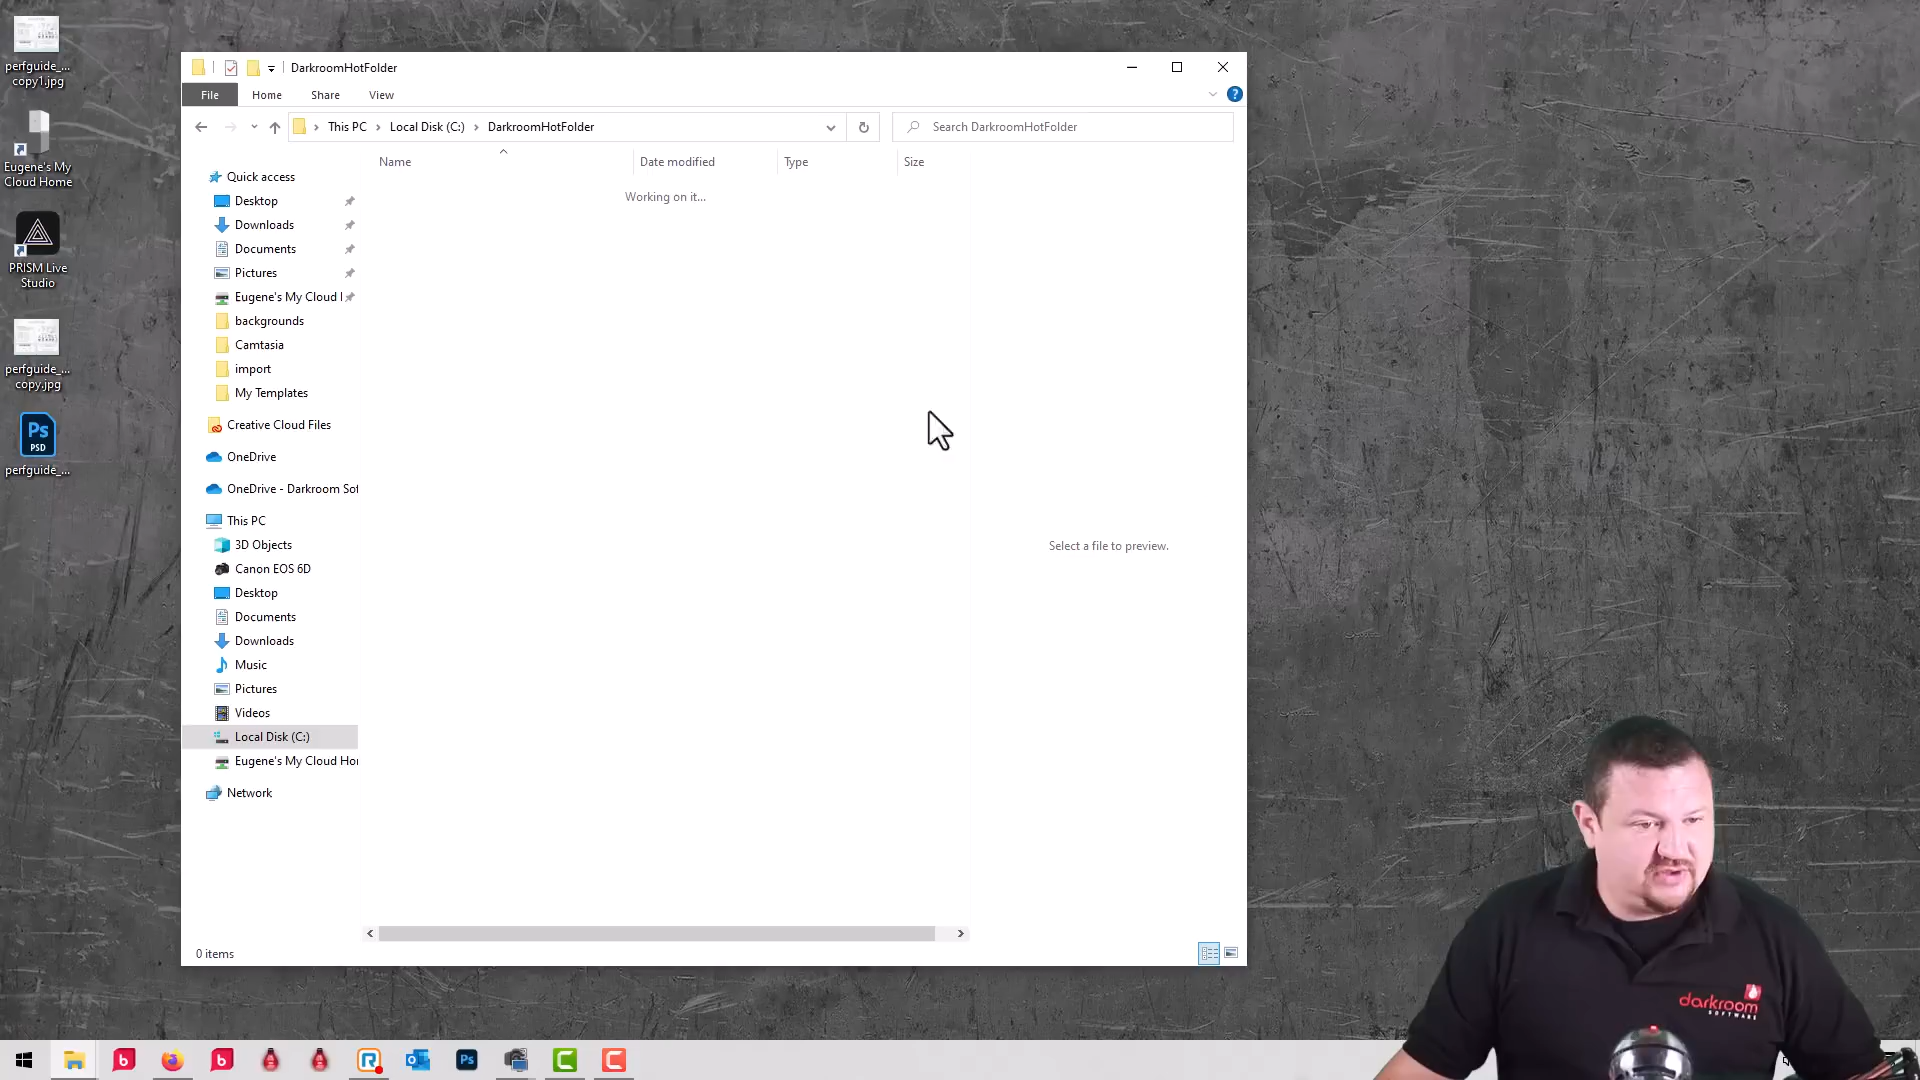 perfguide_...
copy1.jpg
Eugene's My
Cloud Home
PRISM Live
Studio
perfguide_...
copy.jpg
Ps
PSD
perfguide_...
DarkroomHotFolder
File
Home
Share
View
?
This PC
Local Disk (C:)
DarkroomHotFolder
Search DarkroomHotFolder
Name
Date modified
Type
Size
Working on it...
Quick access
Desktop
Downloads
Documents
Pictures
Eugene's My Cloud
backgrounds
Camtasia
import
My Templates
Creative Cloud Files
OneDrive
OneDrive - Darkroom Sof
This PC
3D Objects
Canon EOS 6D
Desktop
Documents
Downloads
Music
Pictures
Videos
Local Disk (C:)
Eugene's My Cloud Hor
Network
Select a file to preview.
0 items
darkroom
SOFTWARE
b
b
R
Ps
C
C